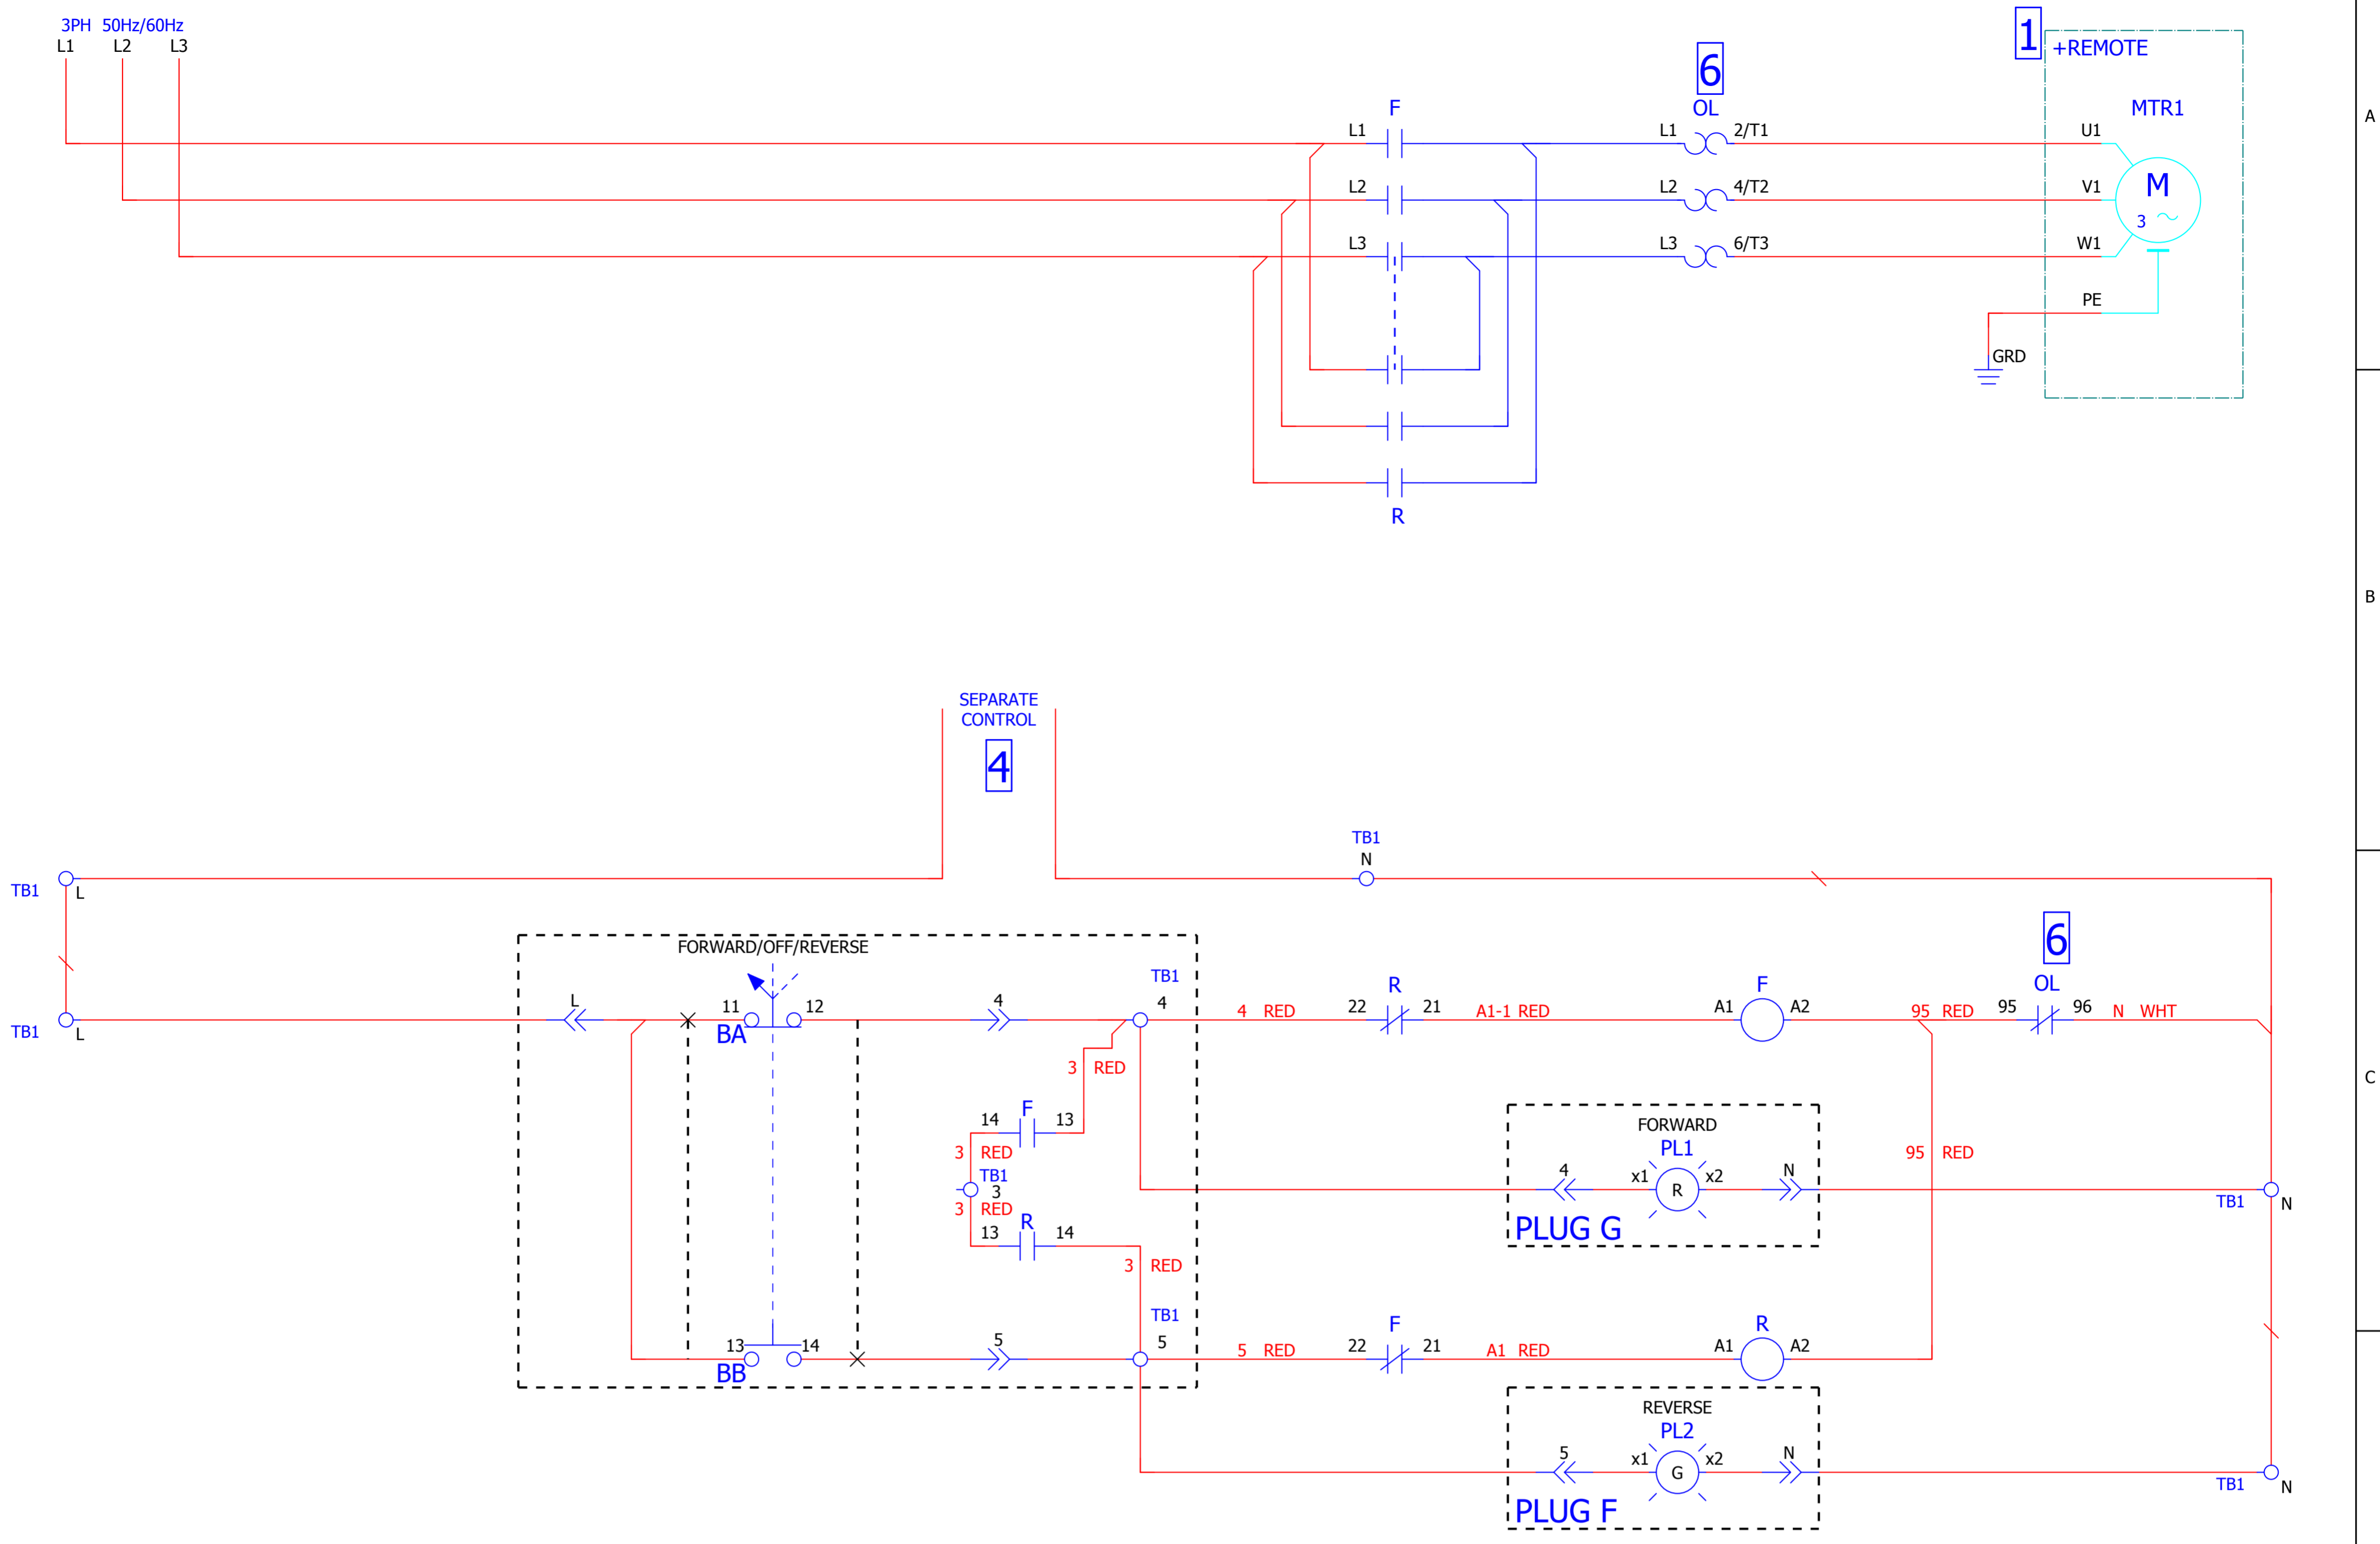 3PH 50Hz/60Hz
L1 L2 L3
1
+REMOTE
6
F
OL
MTR1
A
L1
L1
2/T1
U1
L2
L2
4/T2
V1
M
3
L3
L3
6/T3
W1
PE
GRD
R
B
SEPARATE
CONTROL
4
TB1
N
TB1
L
6
FORWARD/OFF/REVERSE
TB1
R
F
OL
L
11
12
4
4
4 RED
22
21
A1-1 RED
A1
A2
95 RED
95
96
N WHT
TB1
L
BA
3 RED
C
F
14
13
FORWARD
PL1
3 RED
95 RED
TB1
3
4
x1
R
x2
N
3 RED
R
13
14
PLUG G
TB1
N
3 RED
TB1
F
R
13
14
5
5
5 RED
22
21
A1 RED
A1
A2
BB
REVERSE
PL2
5
x1
G
x2
N
PLUG F
TB1
N